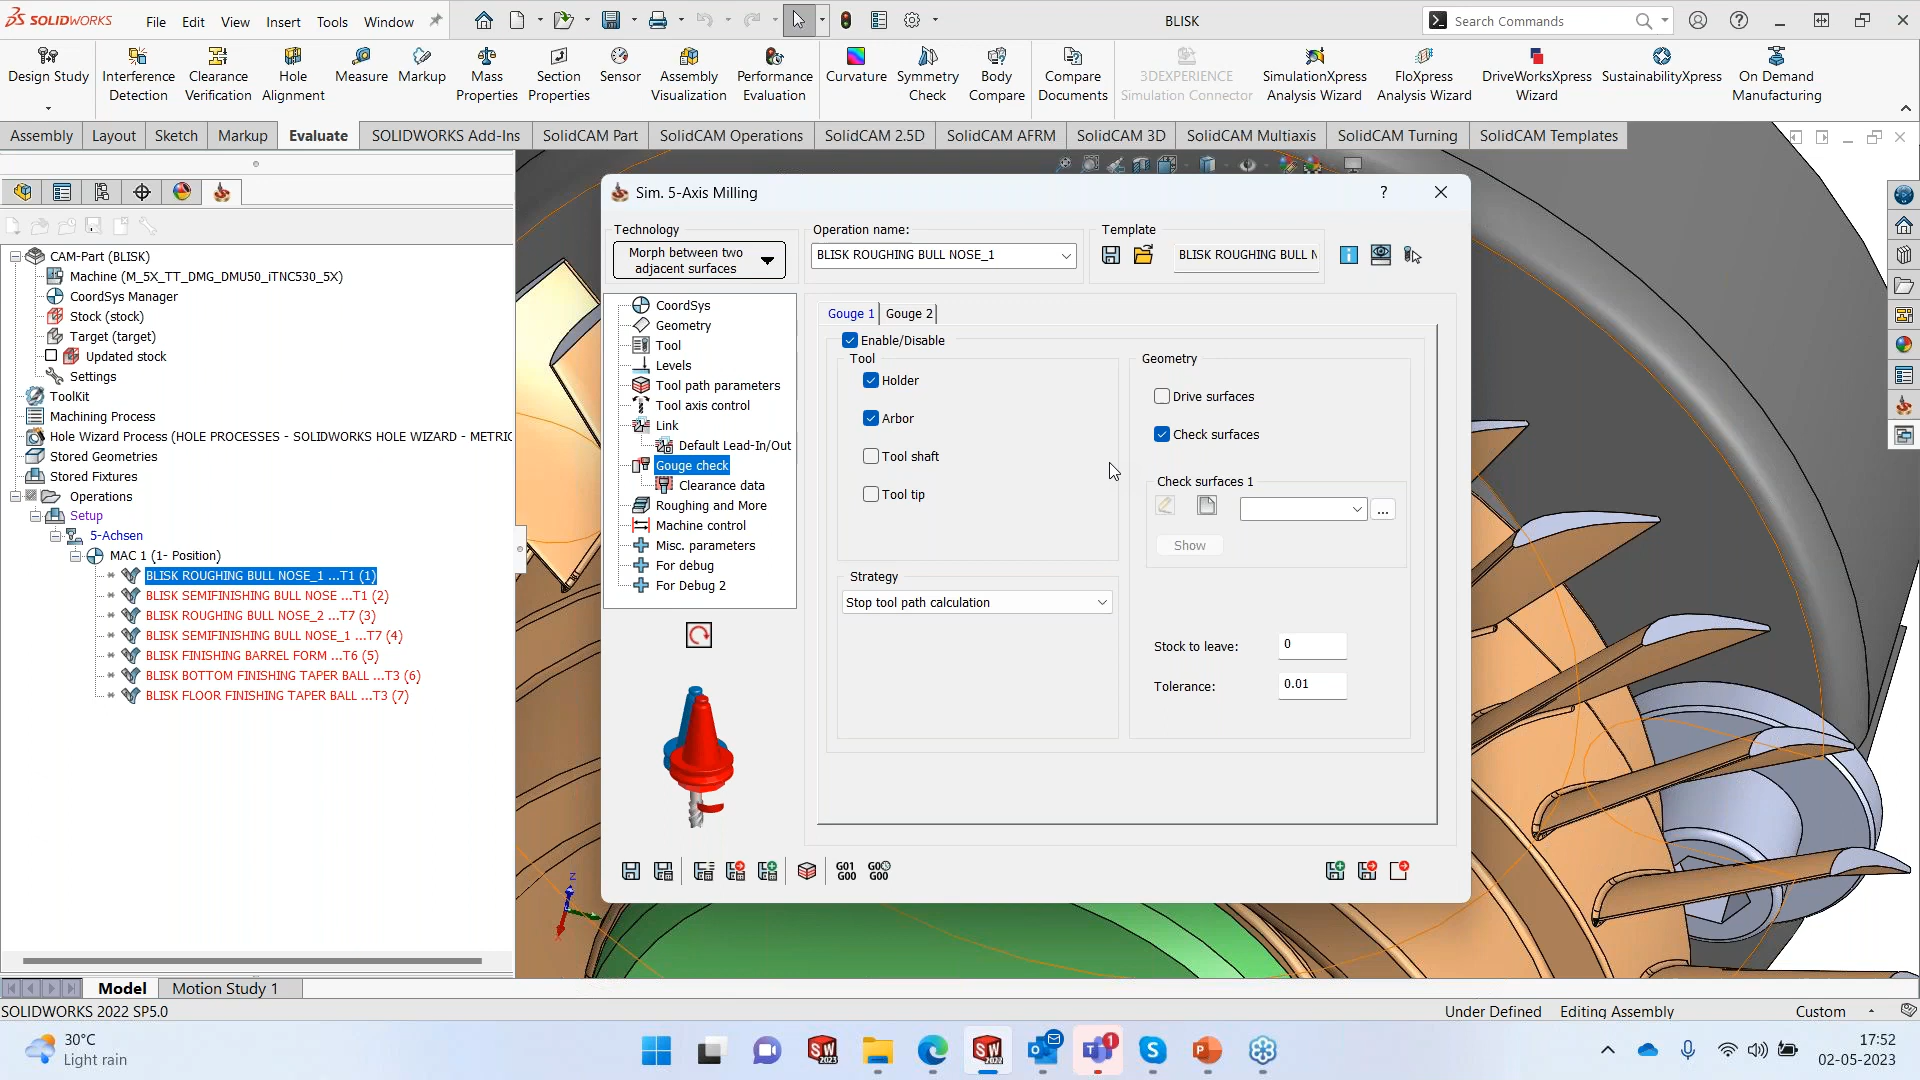 SOLIDWORKS
File Edit View Insert Tools Window
BLISK
Search Commands
Design Study
Interference Detection
Clearance Verification
Hole Alignment
Measure
Markup
Mass Properties
Section Properties
Sensor
Assembly Visualization
Performance Evaluation
Curvature
Symmetry Check
Body Compare
Compare Documents
3DEXPERIENCE Simulation Connector
SimulationXpress Analysis Wizard
FloXpress Analysis Wizard
DriveWorksXpress Wizard
SustainabilityXpress
On Demand Manufacturing
Assembly Layout Sketch Markup Evaluate SOLIDWORKS Add-Ins SolidCAM Part SolidCAM Operations SolidCAM 2.5D SolidCAM AFRM SolidCAM 3D SolidCAM Multiaxis SolidCAM Turning SolidCAM Templates
CAM-Part (BLISK)
Machine (M_5X_TT_DMG_DMU50_iTNC530_5X)
CoordSys Manager
Stock (stock)
Target (target)
Updated stock
Settings
ToolKit
Machining Process
Hole Wizard Process (HOLE PROCESSES - SOLIDWORKS HOLE WIZARD - METRIC
Stored Geometries
Stored Fixtures
Operations
Setup
5-Achsen
MAC 1 (1- Position)
BLISK ROUGHING BULL NOSE_1 ...T1 (1)
BLISK SEMIFINISHING BULL NOSE ...T1 (2)
BLISK ROUGHING BULL NOSE_2 ...T7 (3)
BLISK SEMIFINISHING BULL NOSE_1 ...T7 (4)
BLISK FINISHING BARREL FORM ...T6 (5)
BLISK BOTTOM FINISHING TAPER BALL ...T3 (6)
BLISK FLOOR FINISHING TAPER BALL ...T3 (7)
Sim. 5-Axis Milling
?
Technology
Morph between two
adjacent surfaces
Operation name:
BLISK ROUGHING BULL NOSE_1
Template
BLISK ROUGHING BULL N
CoordSys
Geometry
Tool
Levels
Tool path parameters
Tool axis control
Link
Default Lead-In/Out
Gouge check
Clearance data
Roughing and More
Machine control
Misc. parameters
For debug
For Debug 2
Gouge 1 Gouge 2
Enable/Disable
Tool
Holder
Arbor
Tool shaft
Tool tip
Strategy
Stop tool path calculation
Geometry
Drive surfaces
Check surfaces
Check surfaces 1
...
Show
Stock to leave: 0
Tolerance: 0.01
G01
G00
G00
G00
Z
Model Motion Study 1
SOLIDWORKS 2022 SP5.0
Under Defined Editing Assembly Custom
30°C
Light rain
SW
2023
SW
2022
1
17:52
02-05-2023